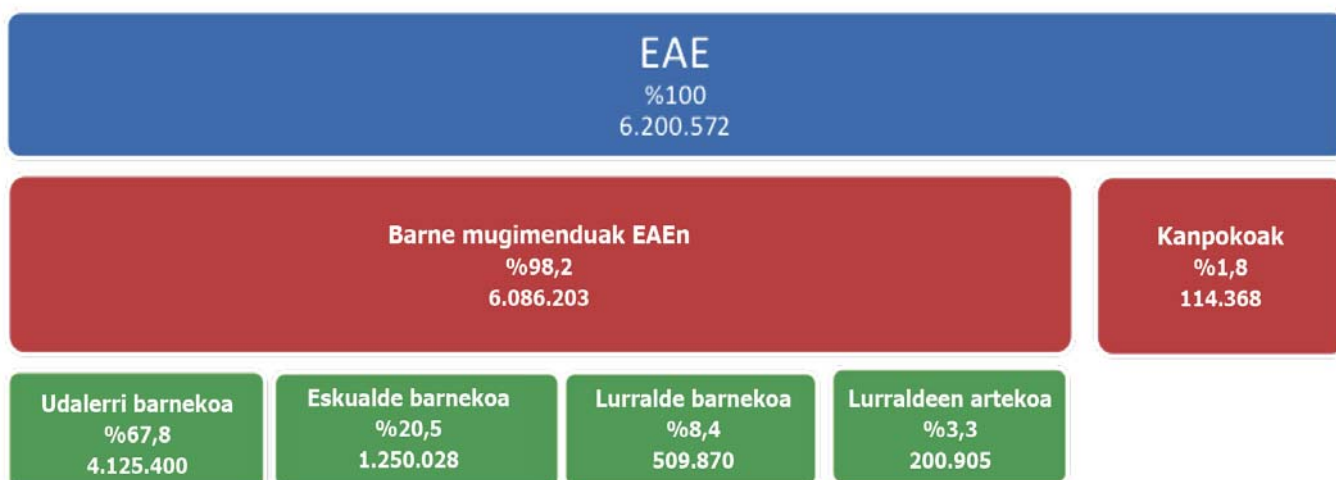 EAE
%100
6.200.572
Barne mugimenduak EAEn
%98,2
6.086.203
Kanpokoak
%1,8
114.368
Udalerri barnekoa
%67,8
4.125.400
Eskualde barnekoa
%20,5
1.250.028
Lurralde barnekoa
%8,4
509.870
Lurraldeen artekoa
%3,3
200.905